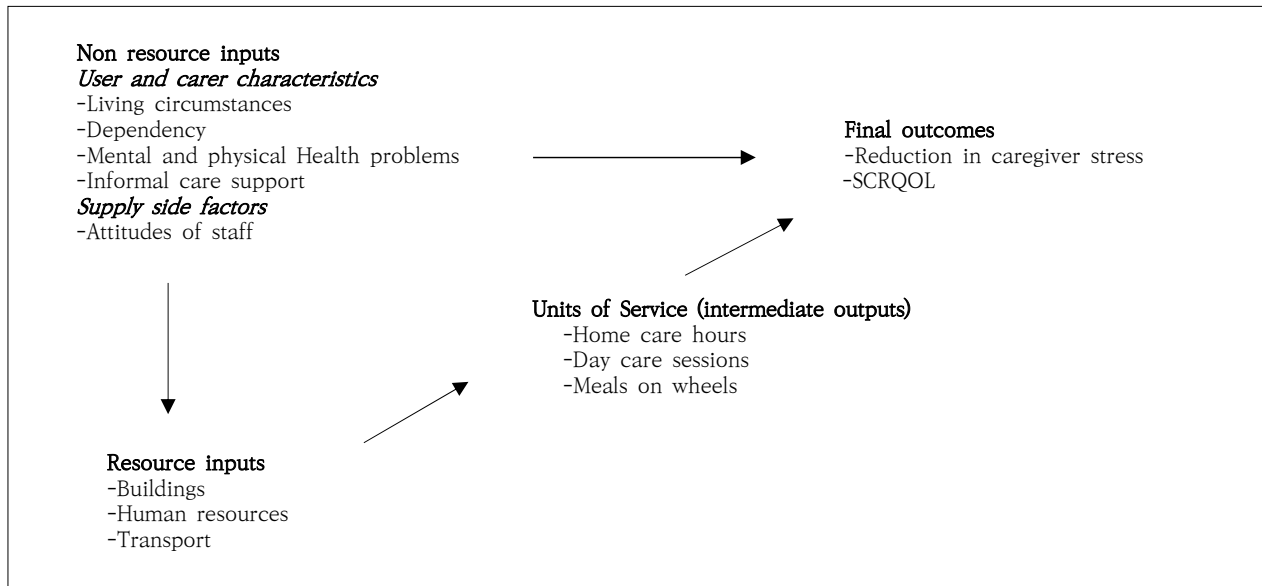 Non resource inputs
User and carer characteristics
-Living circumstances
-Dependency
-Mental and physical Health problems
-Informal care support
Supply side factors
-Attitudes of staff
Final outcomes
-Reduction in caregiver stress
-SCRQOL
Units of Service (intermediate outputs)
-Home care hours
-Day care sessions
-Meals on wheels
Resource inputs
-Buildings
-Human resources
-Transport